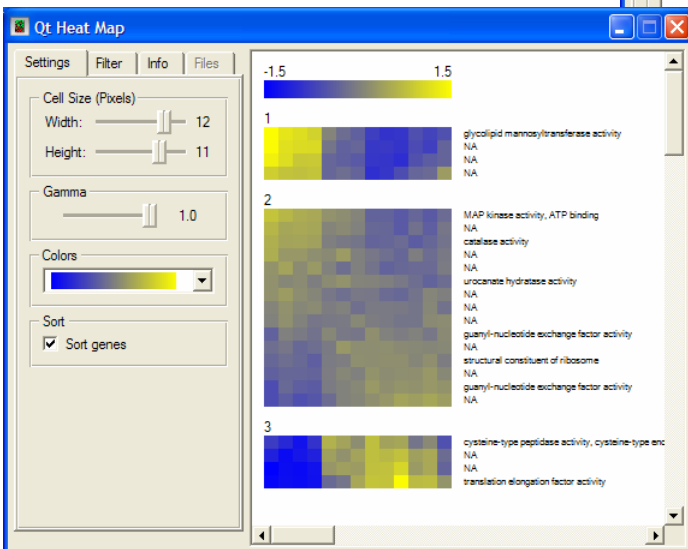 Qt Heat Map
Settings Filter Info Files
Cell Size (Pixels)
Width: 12
Height: 11
Gamma
1.0
Colors
Sort
Sort genes
-1.5 1.5
1
glycolipid mannosyltransferase activity
NA
NA
NA
2
MAP kinase activity, ATP binding
NA
catalase activity
NA
NA
urocanate hydratase activity
NA
NA
NA
guanyl-nucleotide exchange factor activity
NA
structural constituent of ribosome
NA
guanyl-nucleotide exchange factor activity
NA
3
cysteine-type peptidase activity, cysteine-type enc
NA
NA
translation elongation factor activity